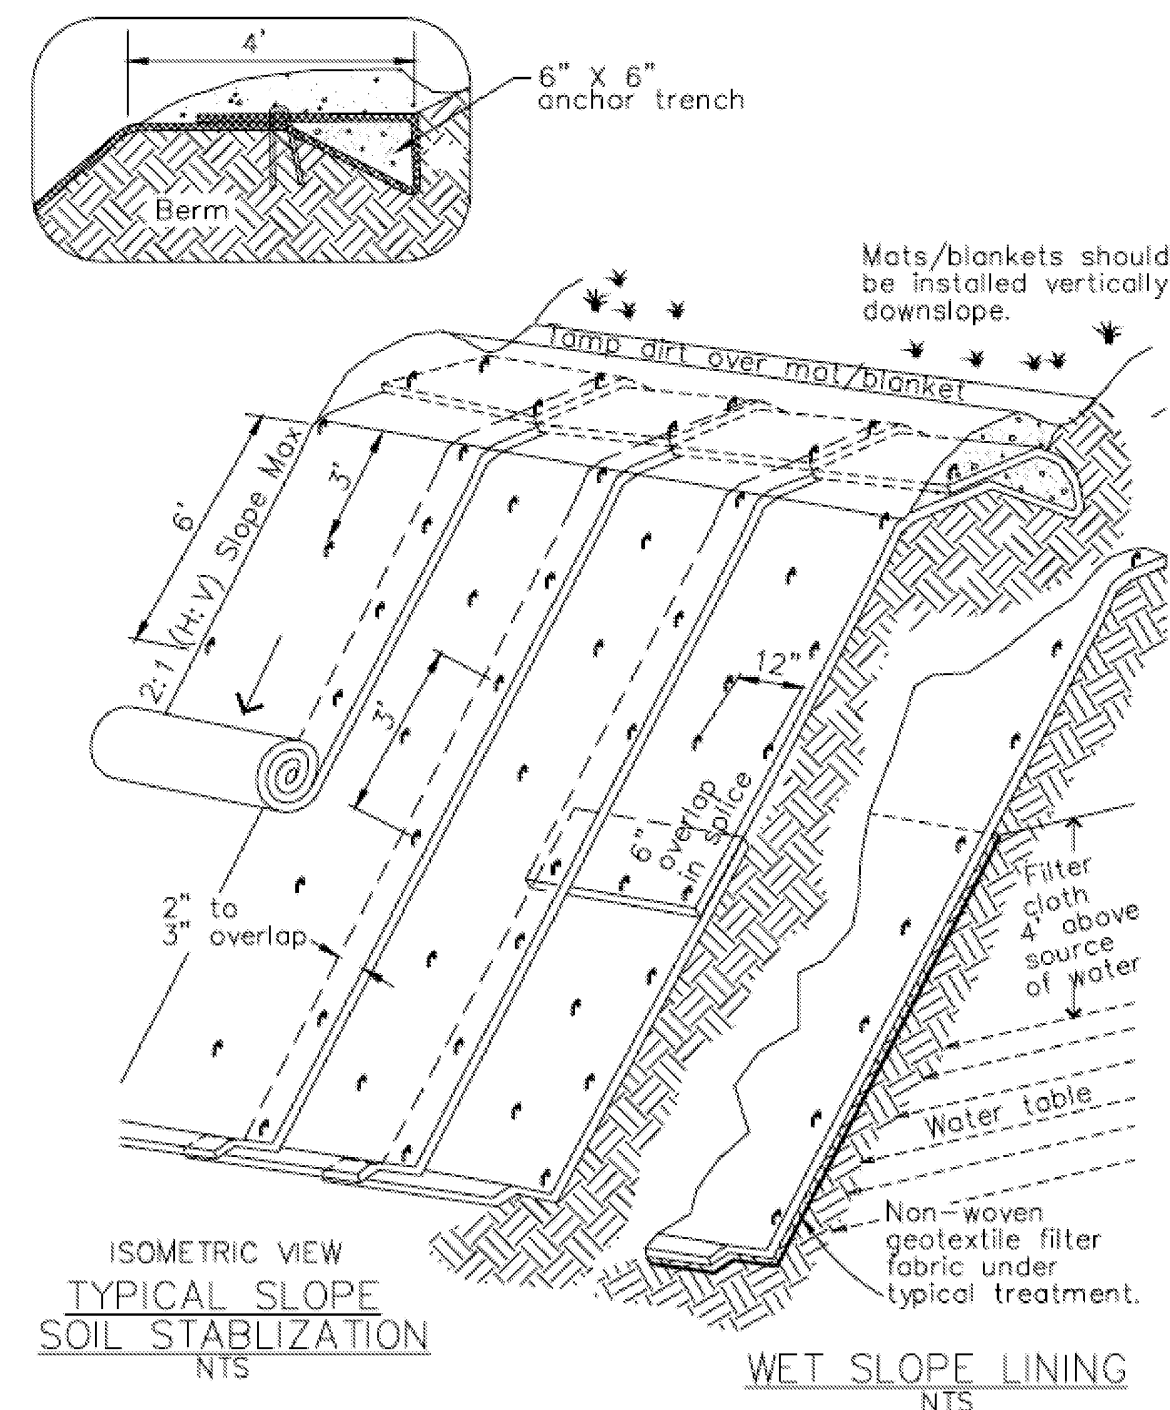 4'
6" X 6"
anchor trench
Berm
Mats/blankets should
be installed vertically
downslope.
Tamp dirt over mat/blanket
6'
2:1 (H:V) Slope Max
3'
12"
3'
6"
overlap
in splice
2" to
3" overlap
Filter
cloth
4' above
source
of water
Water table
Non-woven
geotextile filter
fabric under
typical treatment.
ISOMETRIC VIEW
TYPICAL SLOPE
SOIL STABLIZATION
NTS
WET SLOPE LINING
NTS